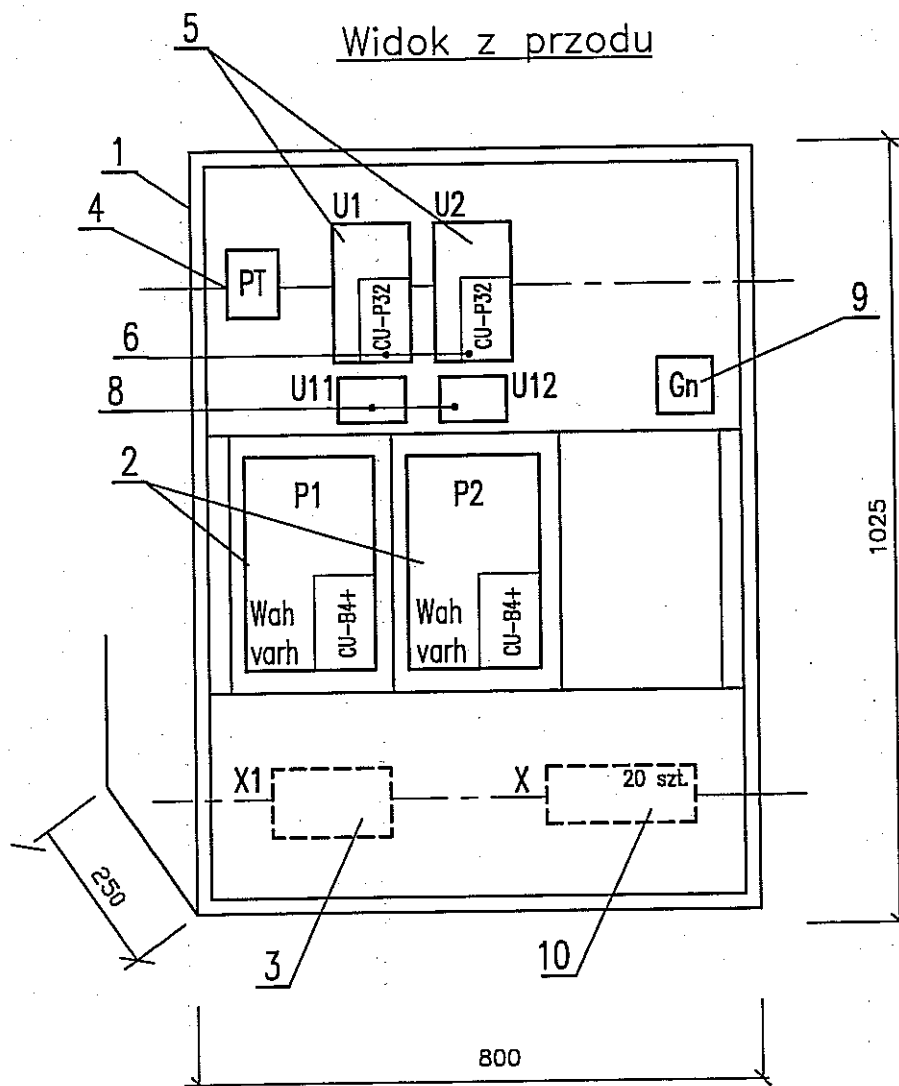 Widok z przodu
5
1
4
U1
U2
PT
CU-P32
CU-P32
6
9
8
U11
U12
Gn
2
P1
P2
Wah
varh
CU-B4+
Wah
varh
CU-B4+
1025
X1
X
20 szt.
250
3
10
800